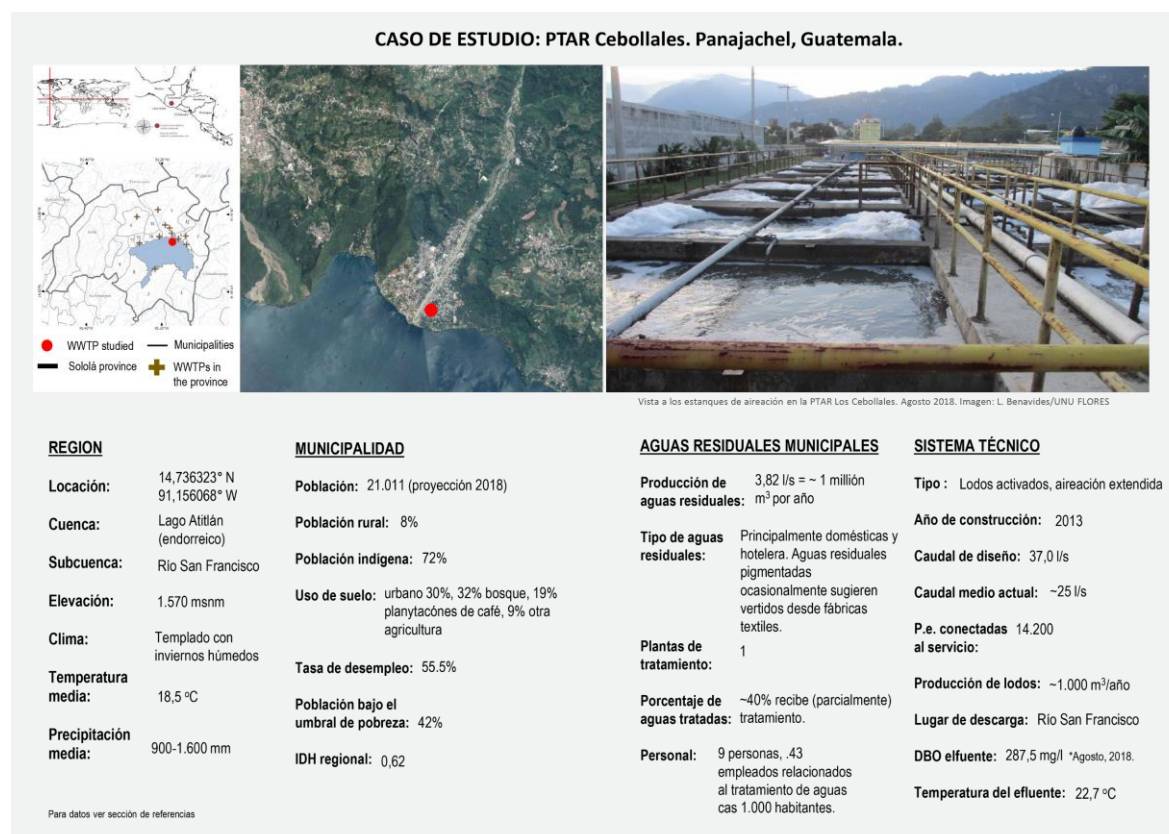 CASO DE ESTUDIO: PTAR Cebollales. Panajachel, Guatemala.
WWTP studied
Municipalities
Sololá province
WWTPs in
the province
Vista a los estanques de aireación en la PTAR Los Cebollales. Agosto 2018. Imagen: L. Benavides/UNU FLORES
REGION
Locación: 14,736323° N
91,156068° W
Cuenca: Lago Atitlán
(endorreico)
Subcuenca: Río San Francisco
Elevación: 1.570 msnm
Clima: Templado con
inviernos húmedos
Temperatura
media: 18,5 ºC
Precipitación
media: 900-1.600 mm
Para datos ver sección de referencias
MUNICIPALIDAD
Población: 21.011 (proyección 2018)
Población rural: 8%
Población indígena: 72%
Uso de suelo: urbano 30%, 32% bosque, 19%
planytacónes de café, 9% otra
agricultura
Tasa de desempleo: 55.5%
Población bajo el
umbral de pobreza: 42%
IDH regional: 0,62
AGUAS RESIDUALES MUNICIPALES
Producción de 3,82 l/s = ~ 1 millión
aguas residuales: m³ por año
Tipo de aguas Principalmente domésticas y
residuales: hotelera. Aguas residuales
pigmentadas
ocasionalmente sugieren
vertidos desde fábricas
textiles.
Plantas de
tratamiento: 1
Porcentaje de ~40% recibe (parcialmente)
aguas tratadas: tratamiento.
Personal: 9 personas, .43
empleados relacionados
al tratamiento de aguas
cas 1.000 habitantes.
SISTEMA TÉCNICO
Tipo : Lodos activados, aireación extendida
Año de construcción: 2013
Caudal de diseño: 37,0 l/s
Caudal medio actual: ~25 l/s
P.e. conectadas 14.200
al servicio:
Producción de lodos: ~1.000 m³/año
Lugar de descarga: Río San Francisco
DBO elfuente: 287,5 mg/l *Agosto, 2018.
Temperatura del efluente: 22,7 ºC